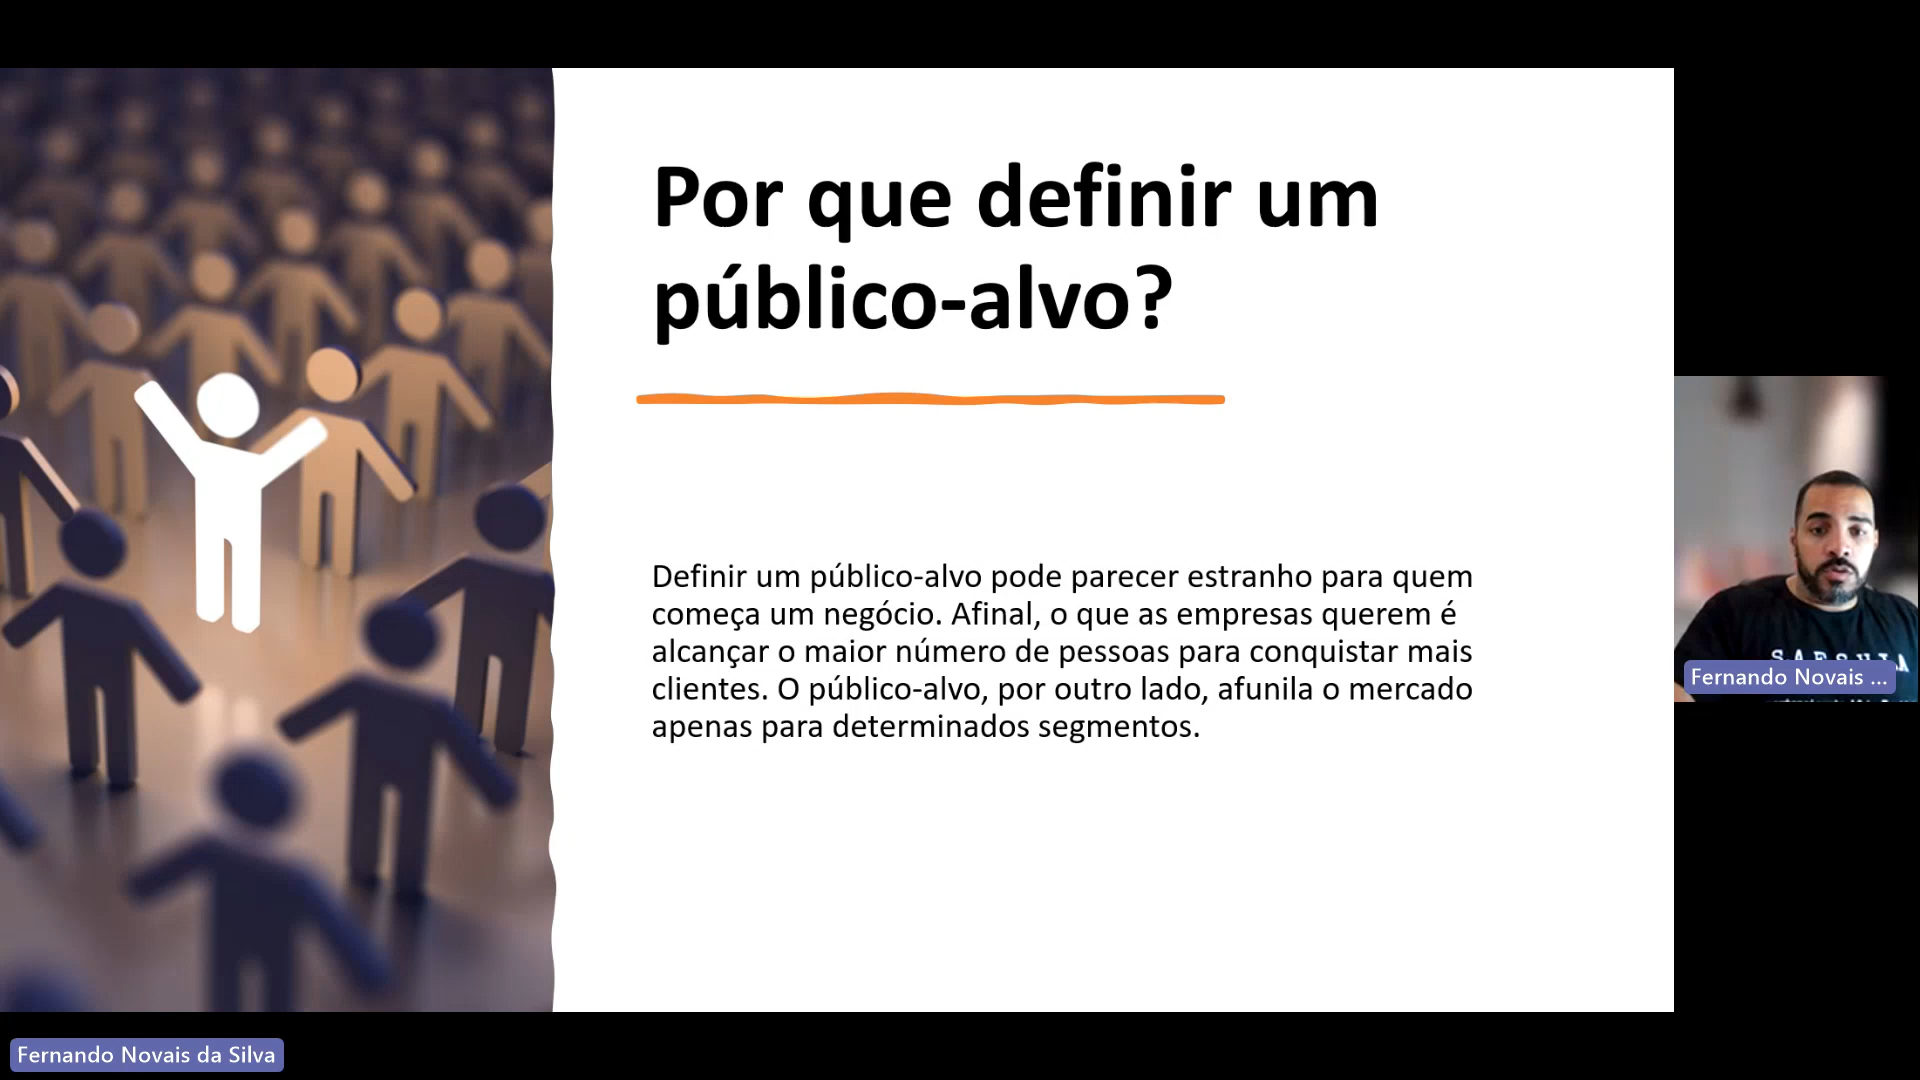 Por que definir um
público-alvo?
Definir um público-alvo pode parecer estranho para quem
começa um negócio. Afinal, o que as empresas querem é
alcançar o maior número de pessoas para conquistar mais
clientes. O público-alvo, por outro lado, afunila o mercado
apenas para determinados segmentos.
Fernando Novais ...
Fernando Novais da Silva